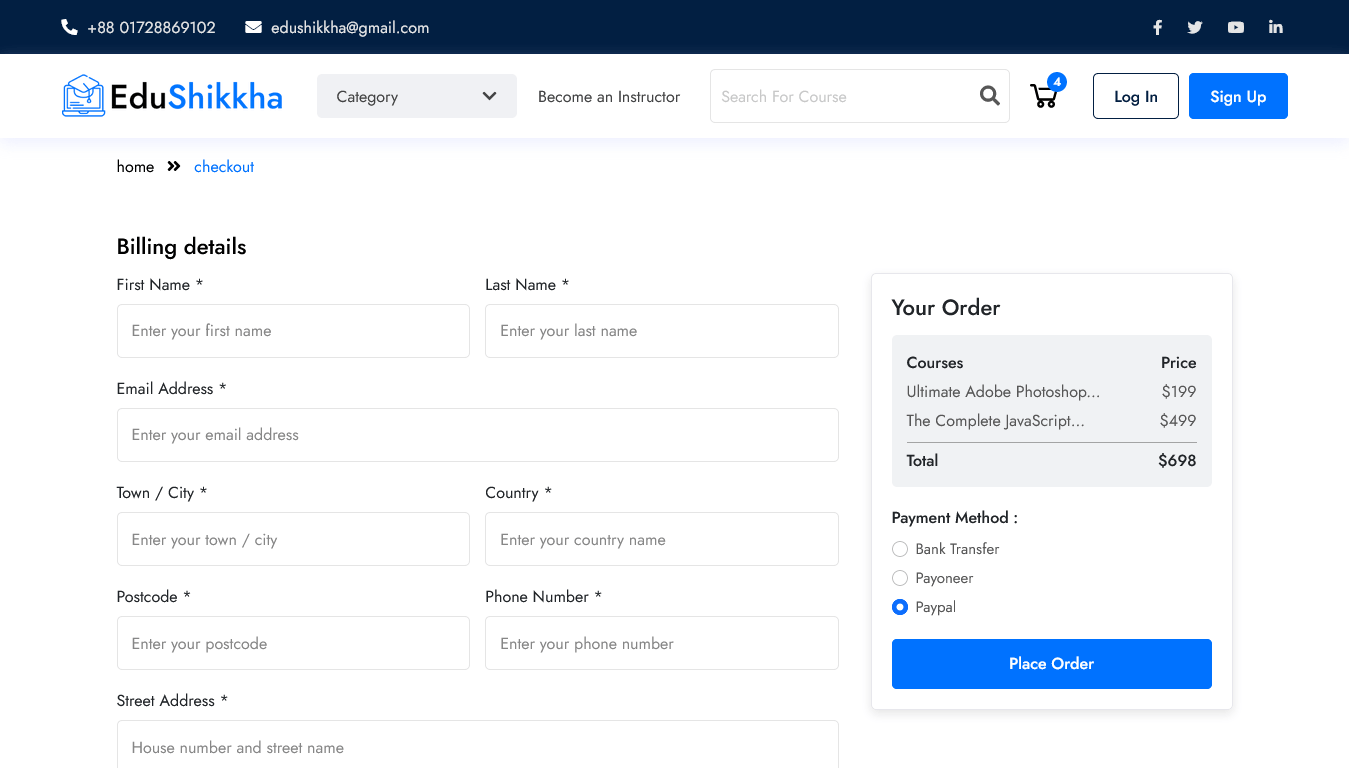 +88 01728869102 edushikkha@gmail.com
EduShikkha Category Become an Instructor Search For Course 4 Log In Sign Up
home checkout
Billing details
First Name * Last Name *
Enter your first name Enter your last name
Email Address *
Enter your email address
Town / City * Country *
Enter your town / city Enter your country name
Postcode * Phone Number *
Enter your postcode Enter your phone number
Street Address *
House number and street name
Your Order
Courses Price
Ultimate Adobe Photoshop... $199
The Complete JavaScript... $499
Total $698
Payment Method :
Bank Transfer
Payoneer
Paypal
Place Order